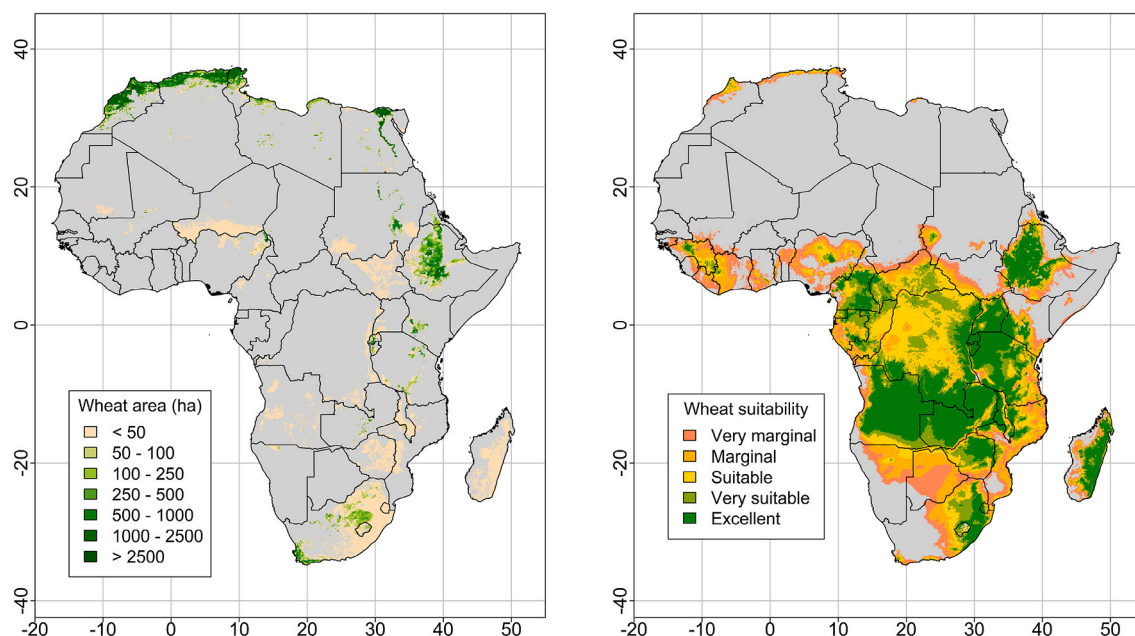 40
20
0
-20
-40
-20
-10
0
10
20
30
40
50
Wheat area (ha)
< 50
50 - 100
100 - 250
250 - 500
500 - 1000
1000 - 2500
> 2500
40
20
0
-20
-40
-20
-10
0
10
20
30
40
50
Wheat suitability
Very marginal
Marginal
Suitable
Very suitable
Excellent